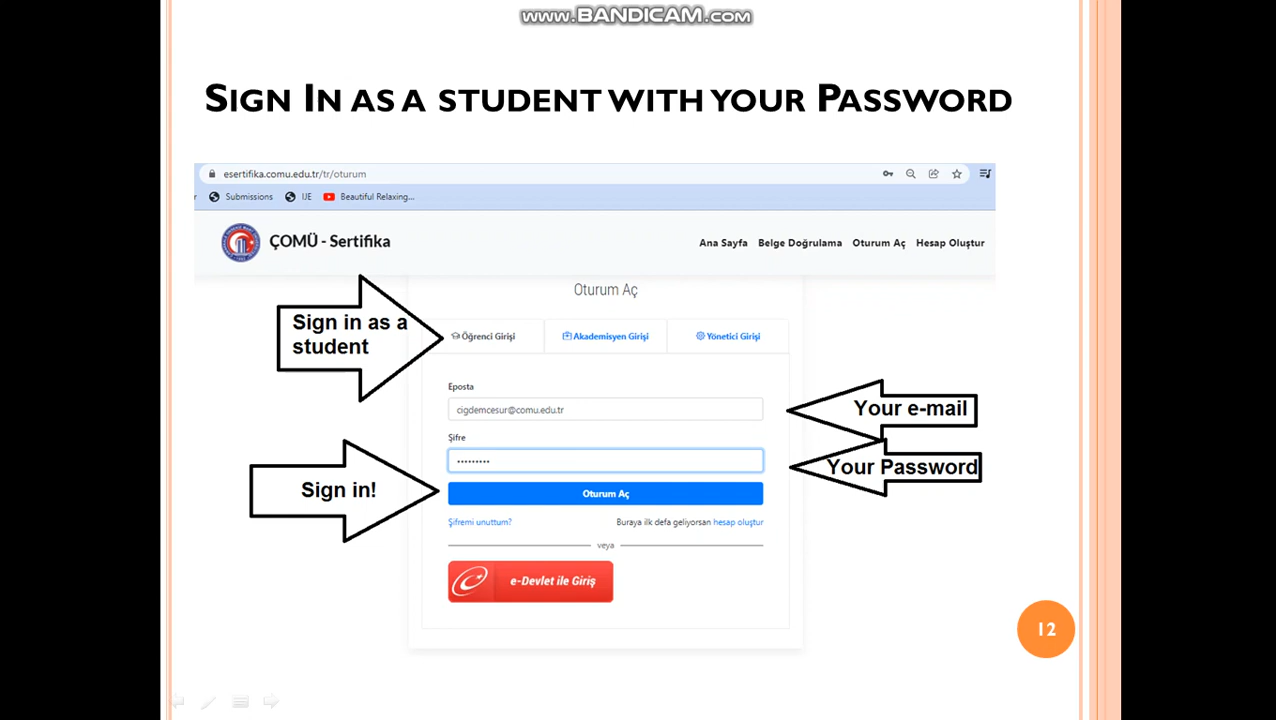 www.BANDICAM.com
SIGN IN AS A STUDENT WITH YOUR PASSWORD
esertifika.comu.edu.tr/tr/oturum
Submissions IJE Beautiful Relaxing...
ÇOMÜ - Sertifika
Ana Sayfa Belge Doğrulama Oturum Aç Hesap Oluştur
Oturum Aç
Sign in as a
student
Öğrenci Girişi Akademisyen Girişi Yönetici Girişi
Eposta
cigdemcesur@comu.edu.tr
Your e-mail
Şifre
•••••••••
Your Password
Sign in!
Oturum Aç
Şifremi unuttum? Buraya ilk defa geliyorsan hesap oluştur
veya
e-Devlet ile Giriş
12